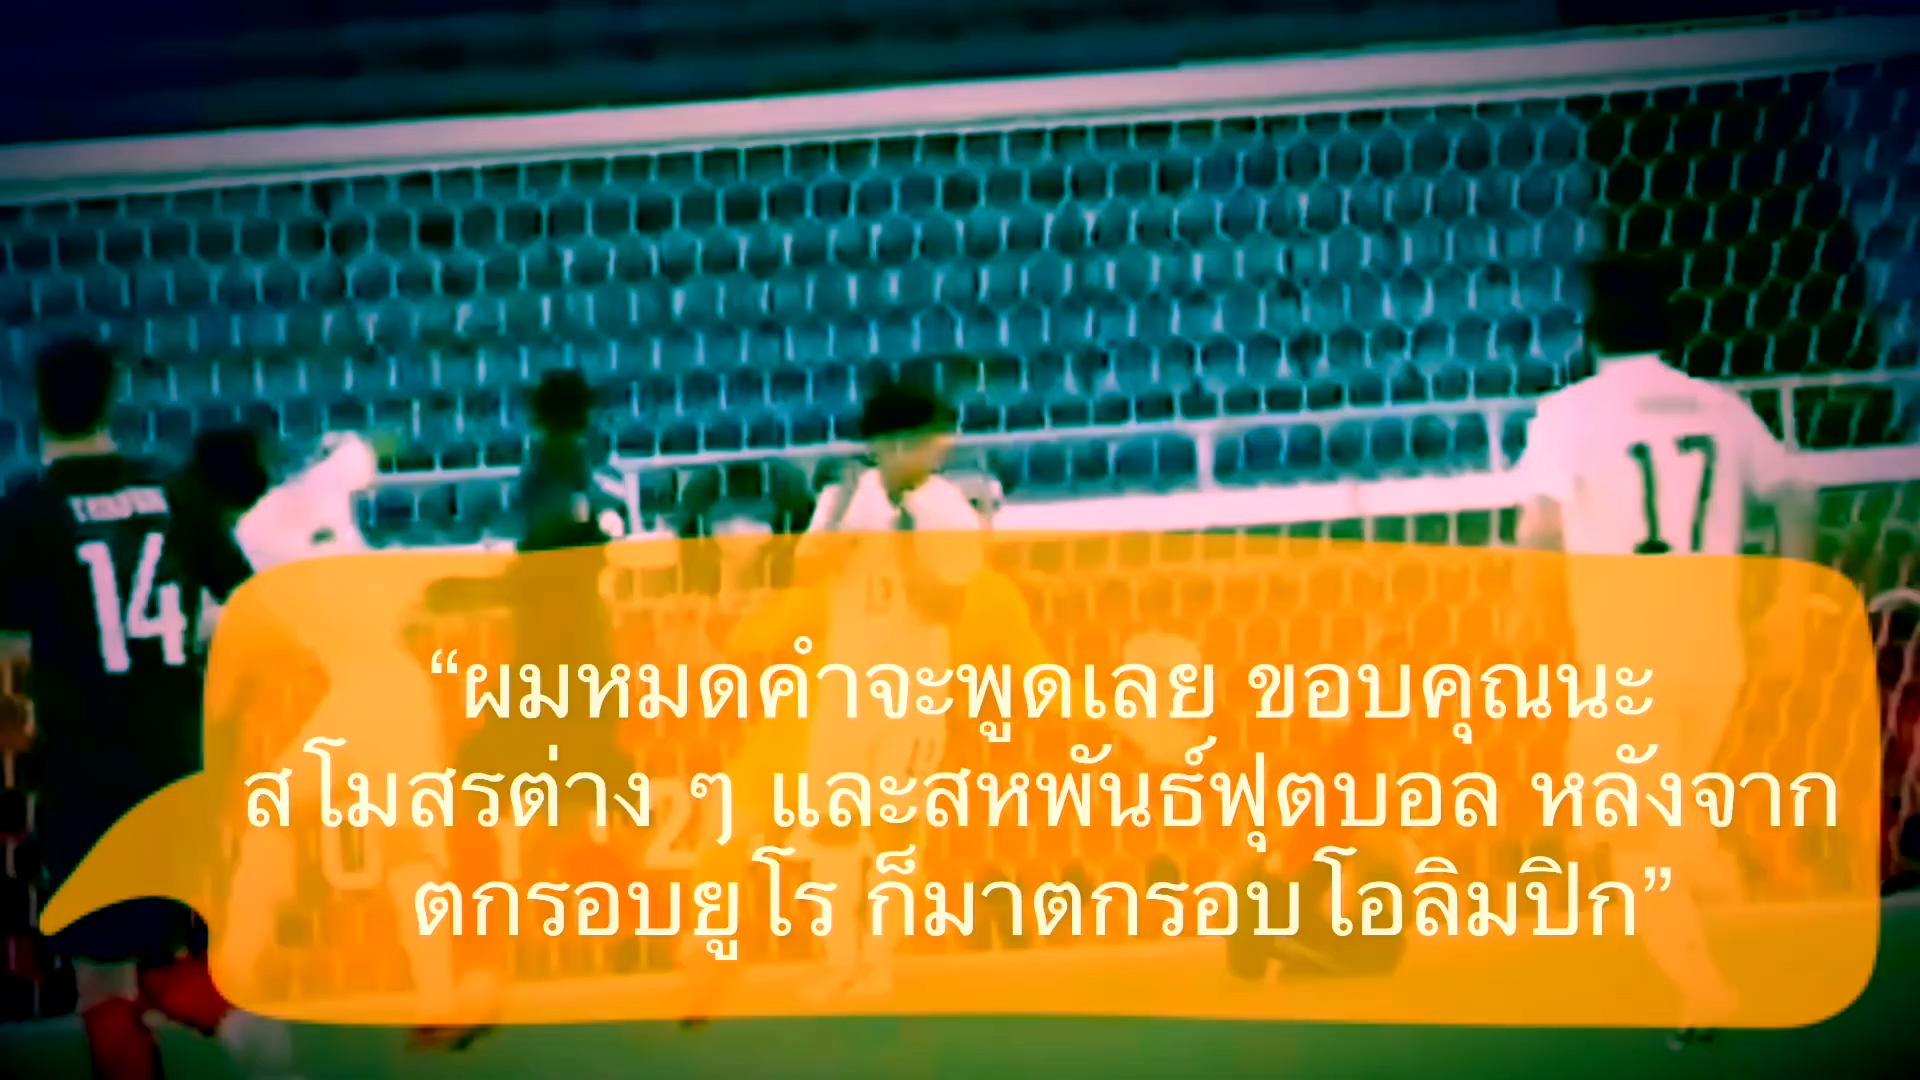 17
14
“ผมหมดคำจะพูดเลย ขอบคุณนะ
สโมสรต่าง ๆ และสหพันธ์ฟุตบอล หลังจาก
ตกรอบยูโร ก็มาตกรอบโอลิมปิก”